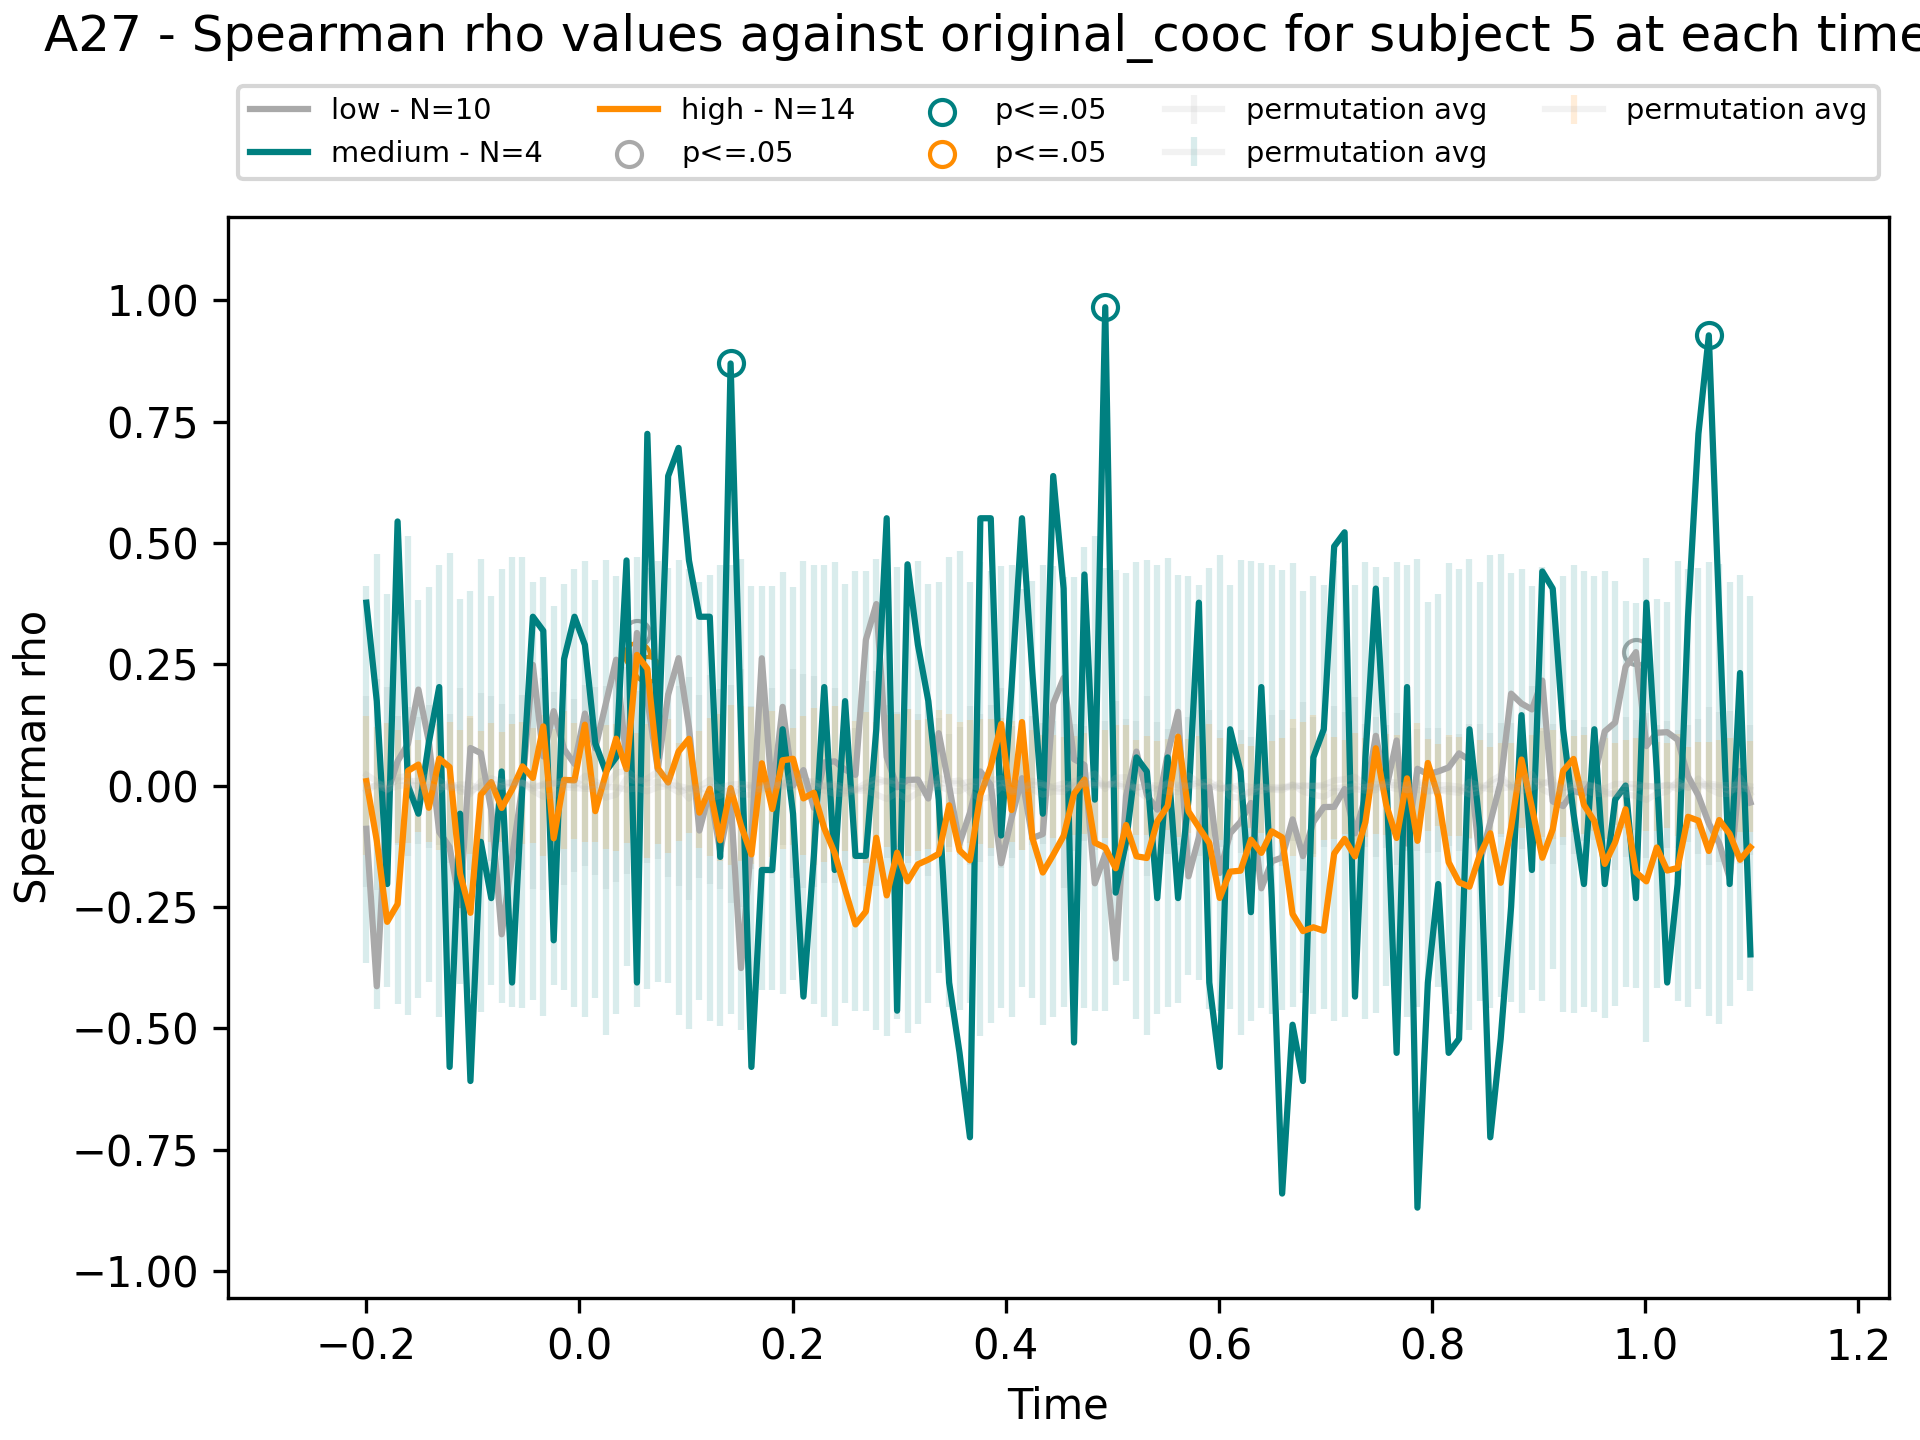 A27 - Spearman rho values against original_cooc for subject 5 at each time
low - N=10 high - N=14 p<=.05 permutation avg permutation avg
medium - N=4 p<=.05 p<=.05 permutation avg
Spearman rho
1.00
0.75
0.50
0.25
0.00
−0.25
−0.50
−0.75
−1.00
−0.2 0.0 0.2 0.4 0.6 0.8 1.0 1.2
Time